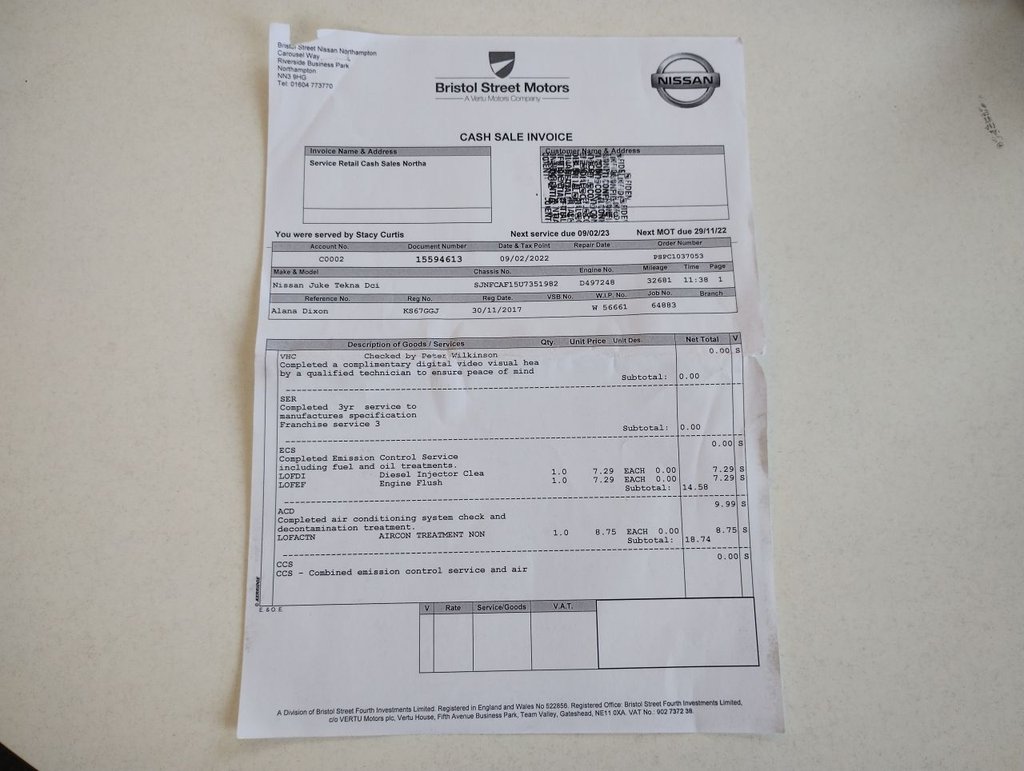 Bristol Street Nissan Northampton
Carousel Way
Riverside Business Park
Northampton
NN3 9HG
Tel: 01604 773770
Bristol Street Motors
A Vertu Motors Company
NISSAN
CASH SALE INVOICE
Invoice Name & Address
Customer Name & Address
Service Retail Cash Sales Northa
You were served by Stacy Curtis Next service due 09/02/23 Next MOT due 29/11/22
Account No. Document Number Date & Tax Point Repair Date Order Number
C0002 15594613 09/02/2022 PSPC1037053
Make & Model Chassis No. Engine No. Mileage Time Page
Nissan Juke Tekna Dci SJNFCAF15U7351982 D497248 32681 11:38 1
Reference No. Reg No. Reg Date. VSB No. W.I.P. No. Job No. Branch
Alana Dixon KS67GGJ 30/11/2017 W 56661 64883
Description of Goods / Services Qty. Unit Price Unit Des. Net Total V
VHC Checked by Peter Wilkinson 0.00 S
Completed a complimentary digital video visual hea
by a qualified technician to ensure peace of mind
Subtotal: 0.00
SER
Completed 3yr service to
manufactures specification
Franchise service 3
Subtotal: 0.00
ECS 0.00 S
Completed Emission Control Service
including fuel and oil treatments.
LOFDI Diesel Injector Clea 1.0 7.29 EACH 0.00 7.29 S
LOFEF Engine Flush 1.0 7.29 EACH 0.00 7.29 S
Subtotal: 14.58
ACD 9.99 S
Completed air conditioning system check and
decontamination treatment.
LOFACTN AIRCON TREATMENT NON 1.0 8.75 EACH 0.00 8.75 S
Subtotal: 18.74
CCS 0.00 S
CCS - Combined emission control service and air
E.&O.E.
V Rate Service/Goods V.A.T.
A Division of Bristol Street Fourth Investments Limited. Registered in England and Wales No 522656. Registered Office: Bristol Street Fourth Investments Limited,
c/o VERTU Motors plc, Vertu House, Fifth Avenue Business Park, Team Valley, Gateshead, NE11 0XA. VAT No.: 902 7372 38.